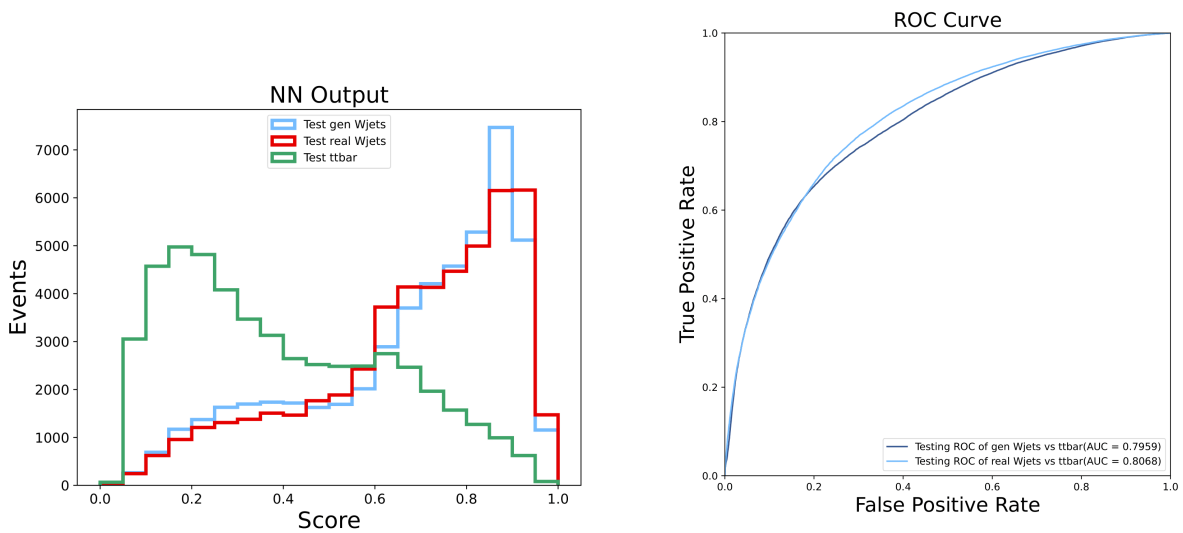 NN Output
Test gen Wjets
Test real Wjets
Test ttbar
7000
6000
5000
4000
3000
2000
1000
0
Events
0.0 0.2 0.4 0.6 0.8 1.0
Score
ROC Curve
1.0
0.8
0.6
0.4
0.2
0.0
True Positive Rate
Testing ROC of gen Wjets vs ttbar(AUC = 0.7959)
Testing ROC of real Wjets vs ttbar(AUC = 0.8068)
0.0 0.2 0.4 0.6 0.8 1.0
False Positive Rate